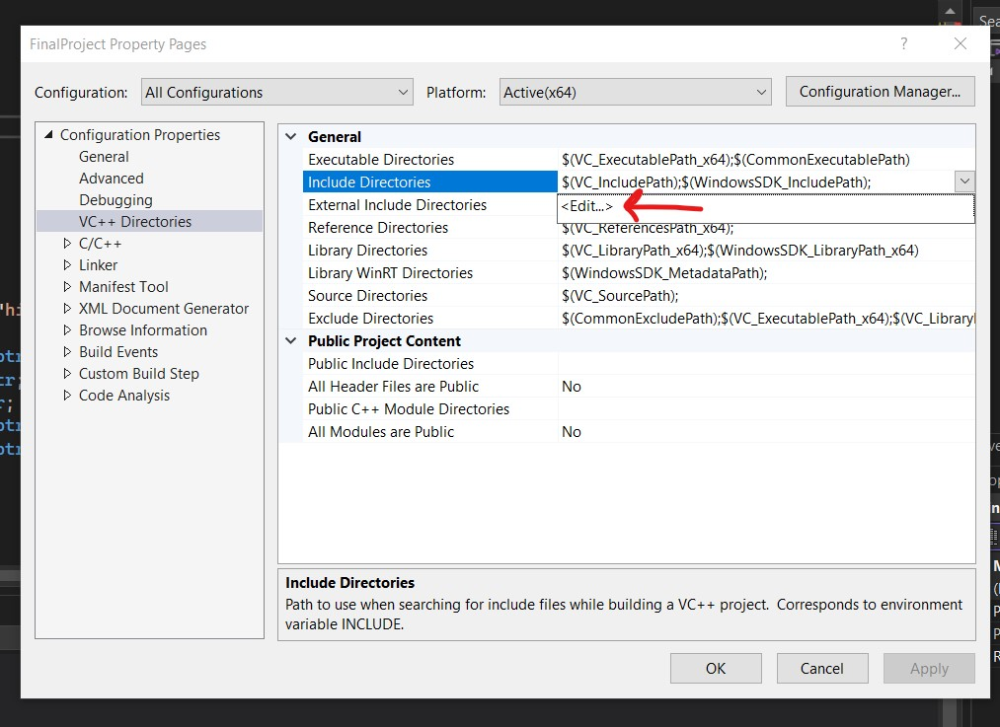 Sea
FinalProject Property Pages ?
Configuration: All Configurations Platform: Active(x64) Configuration Manager...
Configuration Properties
General
Advanced
Debugging
VC++ Directories
C/C++
Linker
Manifest Tool
XML Document Generator
Browse Information
Build Events
Custom Build Step
Code Analysis
General
Executable Directories $(VC_ExecutablePath_x64);$(CommonExecutablePath)
Include Directories $(VC_IncludePath);$(WindowsSDK_IncludePath);
External Include Directories <Edit...>
Reference Directories $(VC_ReferencesPath_x64);
Library Directories $(VC_LibraryPath_x64);$(WindowsSDK_LibraryPath_x64)
Library WinRT Directories $(WindowsSDK_MetadataPath);
Source Directories $(VC_SourcePath);
Exclude Directories $(CommonExcludePath);$(VC_ExecutablePath_x64);$(VC_Libraryl
Public Project Content
Public Include Directories
All Header Files are Public No
Public C++ Module Directories
All Modules are Public No
Include Directories
Path to use when searching for include files while building a VC++ project. Corresponds to environment
variable INCLUDE.
OK Cancel Apply